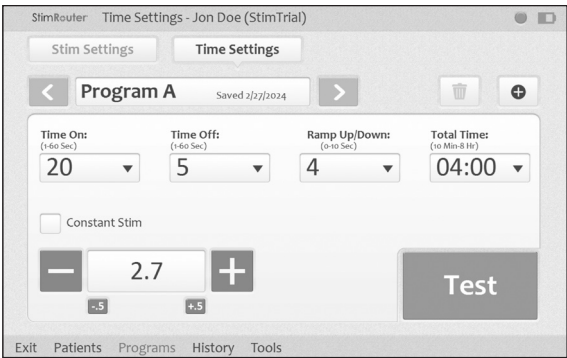 StimRouter Time Settings - Jon Doe (StimTrial)
Stim Settings Time Settings
< Program A Saved 2/27/2024 >
Time On: Time Off: Ramp Up/Down: Total Time:
(1-60 Sec) (1-60 Sec) (0-10 Sec) (10 Min-8 Hr)
20 5 4 04:00
Constant Stim
2.7
Test
-.5 +.5
Exit Patients Programs History Tools